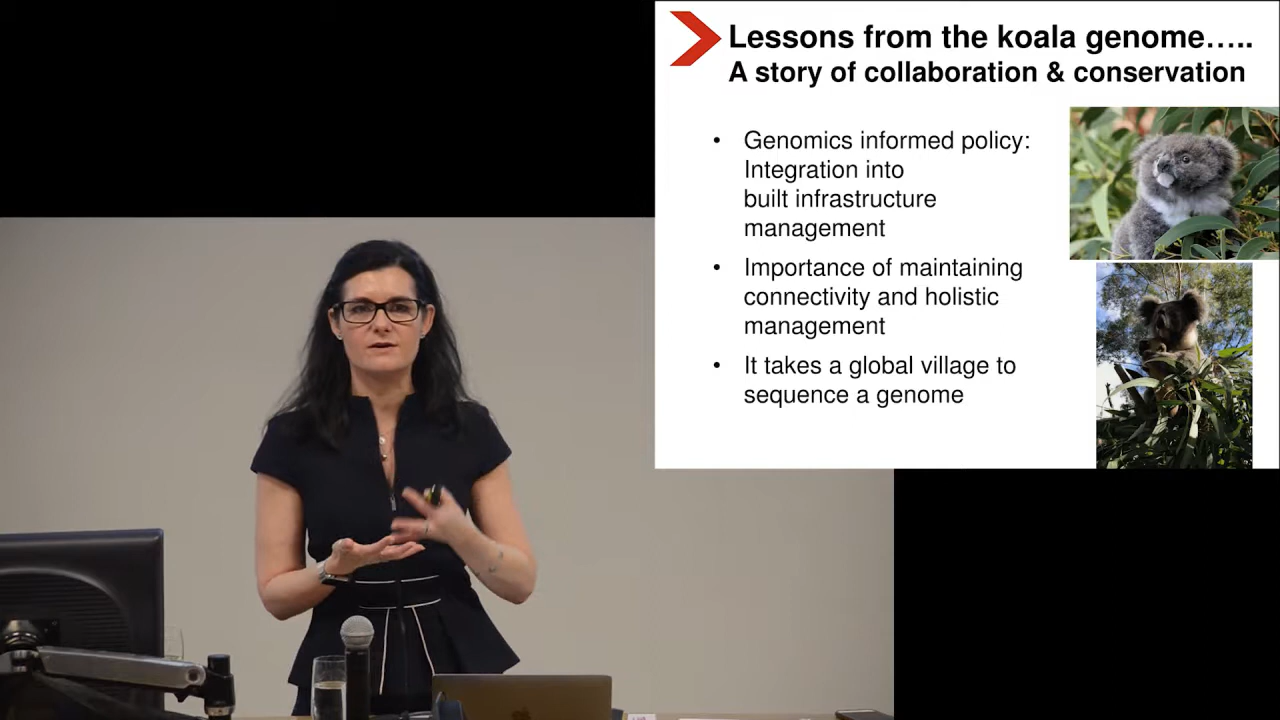 Lessons from the koala genome…..
A story of collaboration & conservation
• Genomics informed policy:
Integration into
built infrastructure
management
• Importance of maintaining
connectivity and holistic
management
• It takes a global village to
sequence a genome